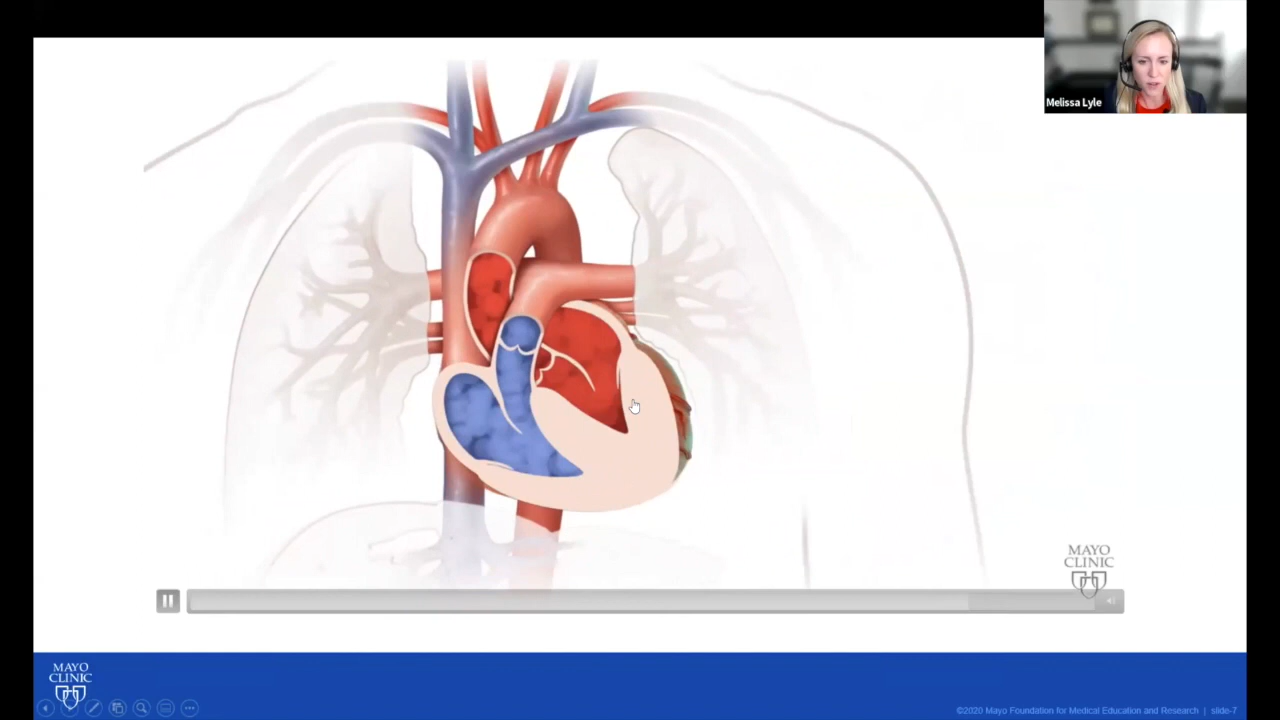 Melissa Lyle
MAYO
CLINIC
MAYO
CLINIC
©2020 Mayo Foundation for Medical Education and Research | slide-7